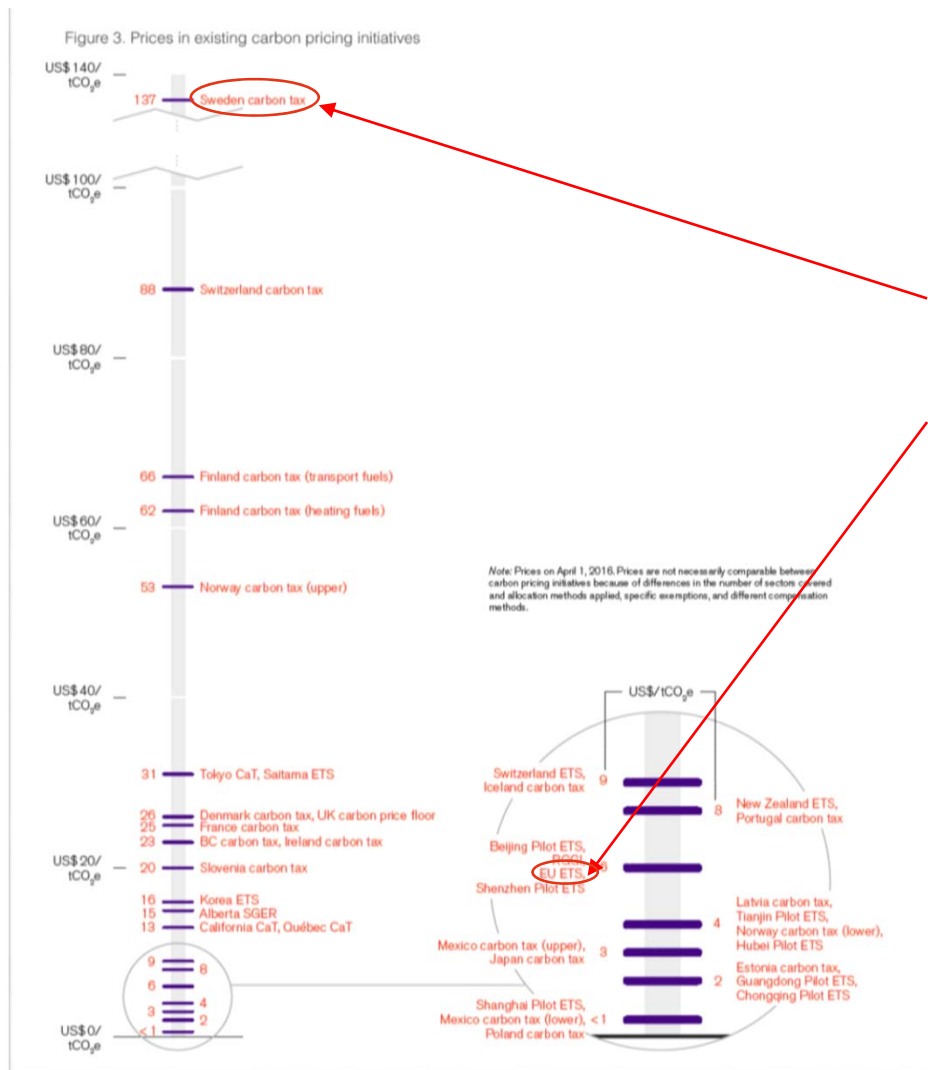 Figure 3. Prices in existing carbon pricing initiatives
US$140/
tCO₂e
137 Sweden carbon tax
US$100/
tCO₂e
88 Switzerland carbon tax
US$80/
tCO₂e
66 Finland carbon tax (transport fuels)
62 Finland carbon tax (heating fuels)
US$60/
tCO₂e
53 Norway carbon tax (upper)
Note: Prices on April 1, 2016. Prices are not necessarily comparable between
carbon pricing initiatives because of differences in the number of sectors covered
and allocation methods applied, specific exemptions, and different compensation
methods.
US$40/
tCO₂e
31 Tokyo CaT, Saitama ETS
26 Denmark carbon tax, UK carbon price floor
25 France carbon tax
23 BC carbon tax, Ireland carbon tax
US$20/
tCO₂e
20 Slovenia carbon tax
16 Korea ETS
15 Alberta SGER
13 California CaT, Québec CaT
9
8
6
4
3
2
<1
US$0/
tCO₂e
US$/tCO₂e
Switzerland ETS,
Iceland carbon tax
9
8
New Zealand ETS,
Portugal carbon tax
Beijing Pilot ETS,
RGGI,
EU ETS,
Shenzhen Pilot ETS
6
4
Latvia carbon tax,
Tianjin Pilot ETS,
Norway carbon tax (lower),
Hubei Pilot ETS
Mexico carbon tax (upper),
Japan carbon tax
3
2
Estonia carbon tax,
Guangdong Pilot ETS,
Chongqing Pilot ETS
Shanghai Pilot ETS,
Mexico carbon tax (lower), <1
Poland carbon tax